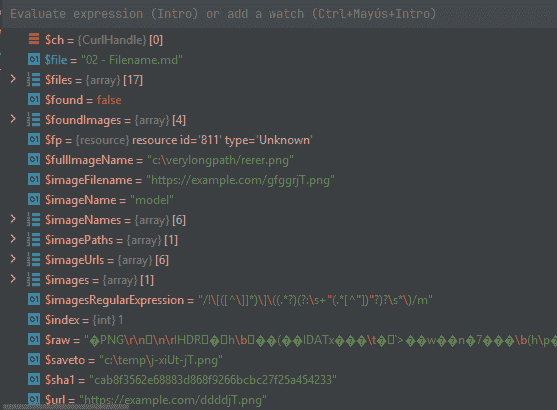 Evaluate expression (Intro) or add a watch (Ctrl+Mayús+Intro)
$ch = {CurlHandle} [0]
$file = "02 - Filename.md"
$files = {array} [17]
$found = false
$foundImages = {array} [4]
$fp = {resource} resource id='811' type='Unknown'
$fullImageName = "c:\verylongpath/rerer.png"
$imageFilename = "https://example.com/gfggrjT.png"
$imageName = "model"
$imageNames = {array} [6]
$imagePaths = {array} [1]
$imageUrls = {array} [6]
$images = {array} [1]
$imagesRegularExpression = "/!\[([^\]]*)\]\((.*?)(?:\s+"(.*[^"])"?)?\s*\)/m"
$index = {int} 1
$raw = "�PNG\r\n\n\rIHDR�h\b��(��IDATx���\t�`>��w��n�7���\b(h\p�
$saveto = "c:\temp\j-xiUt-jT.png"
$sha1 = "cab8f3562e68883d868f9266bcbc27f25a454233"
$url = "https://example.com/ddddjT.png"